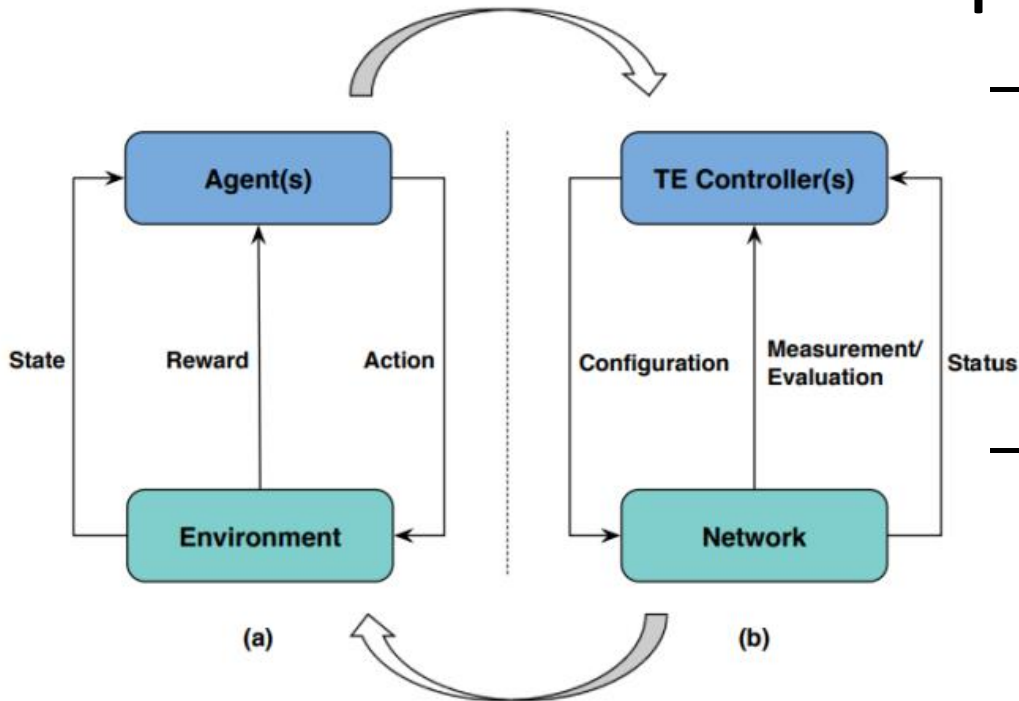 Agent(s)
TE Controller(s)
State
Reward
Action
Configuration
Measurement/
Evaluation
Status
Environment
Network
(a)
(b)